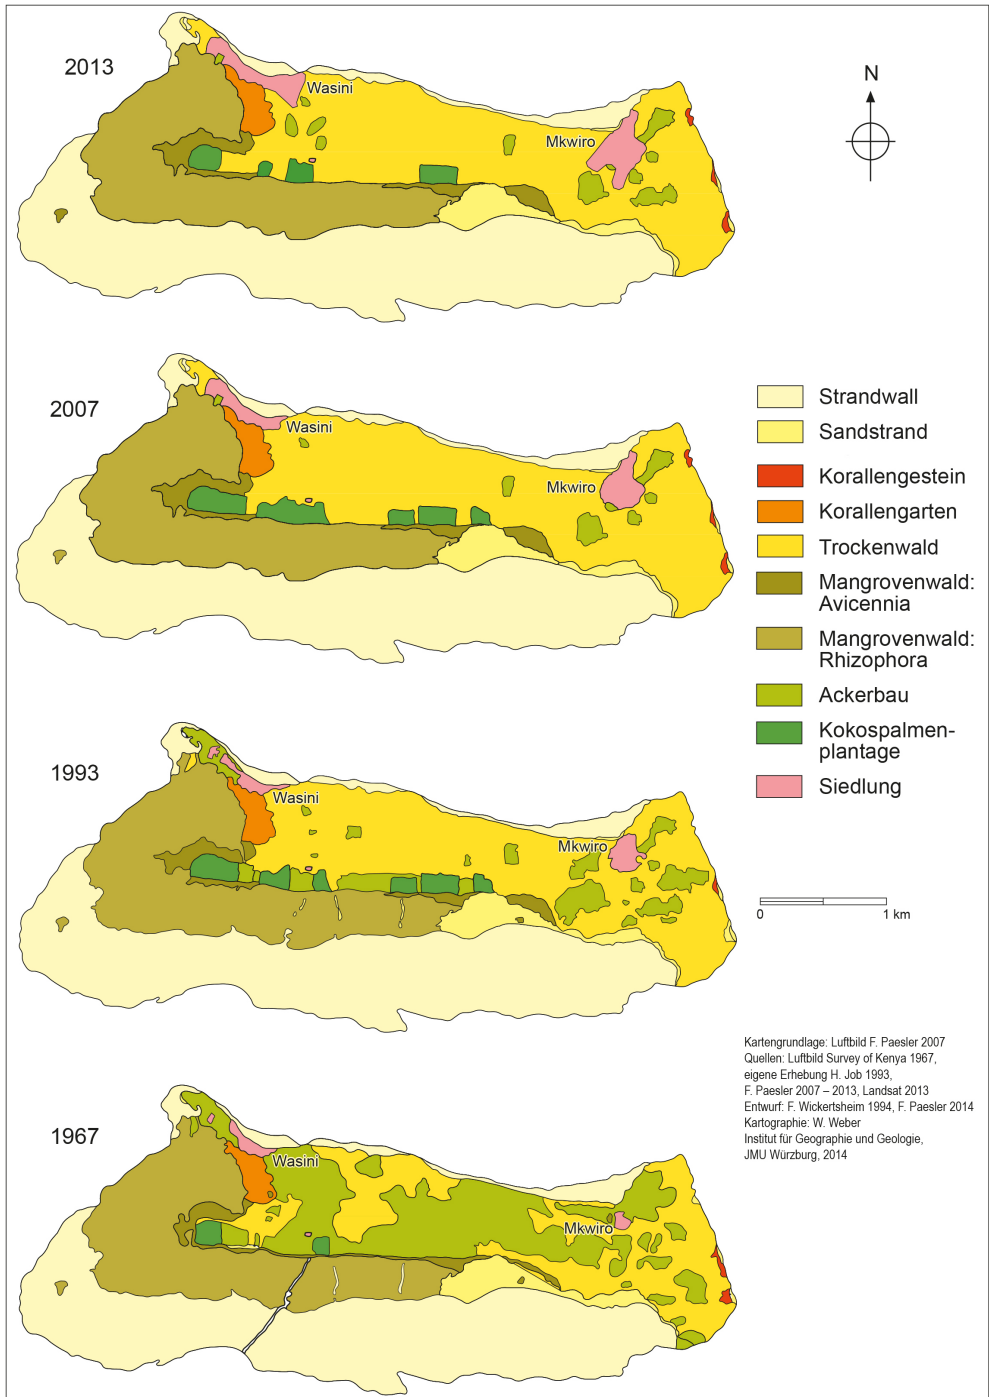 2013
N
Wasini
Mkwiro
2007
Wasini
Mkwiro
Strandwall
Sandstrand
Korallengestein
Korallengarten
Trockenwald
Mangrovenwald:
Avicennia
Mangrovenwald:
Rhizophora
Ackerbau
Kokospalmen-
plantage
Siedlung
1993
Wasini
Mkwiro
0 1 km
Kartengrundlage: Luftbild F. Paesler 2007
Quellen: Luftbild Survey of Kenya 1967,
eigene Erhebung H. Job 1993,
F. Paesler 2007 – 2013, Landsat 2013
Entwurf: F. Wickertsheim 1994, F. Paesler 2014
Kartographie: W. Weber
Institut für Geographie und Geologie,
JMU Würzburg, 2014
1967
Wasini
Mkwiro